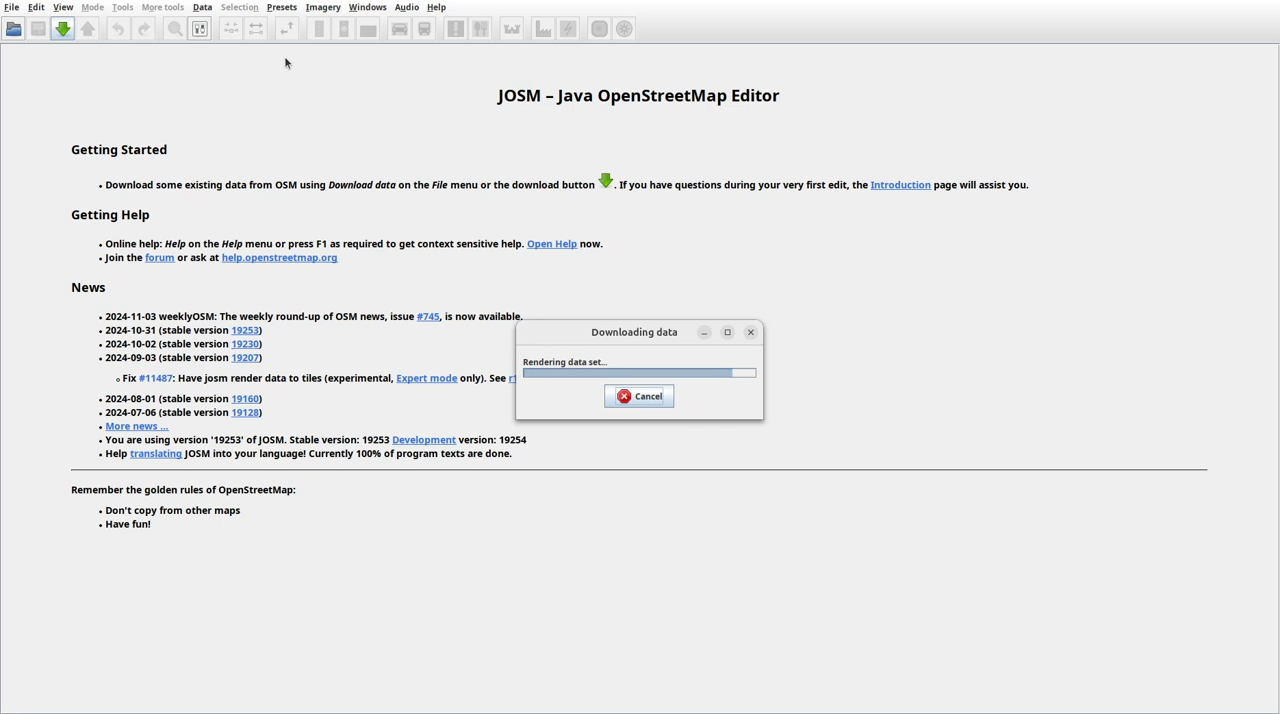 File Edit View Mode Tools More tools Data Selection Presets Imagery Windows Audio Help
JOSM – Java OpenStreetMap Editor
Getting Started
• Download some existing data from OSM using Download data on the File menu or the download button . If you have questions during your very first edit, the Introduction page will assist you.
Getting Help
• Online help: Help on the Help menu or press F1 as required to get context sensitive help. Open Help now.
• Join the forum or ask at help.openstreetmap.org
News
• 2024-11-03 weeklyOSM: The weekly round-up of OSM news, issue #745, is now available.
• 2024-10-31 (stable version 19253)
• 2024-10-02 (stable version 19230)
• 2024-09-03 (stable version 19207)
◦ Fix #11487: Have josm render data to tiles (experimental, Expert mode only). See
• 2024-08-01 (stable version 19160)
• 2024-07-06 (stable version 19128)
• More news ...
• You are using version '19253' of JOSM. Stable version: 19253 Development version: 19254
• Help translating JOSM into your language! Currently 100% of program texts are done.
Downloading data
Rendering data set...
Cancel
Remember the golden rules of OpenStreetMap:
• Don't copy from other maps
• Have fun!